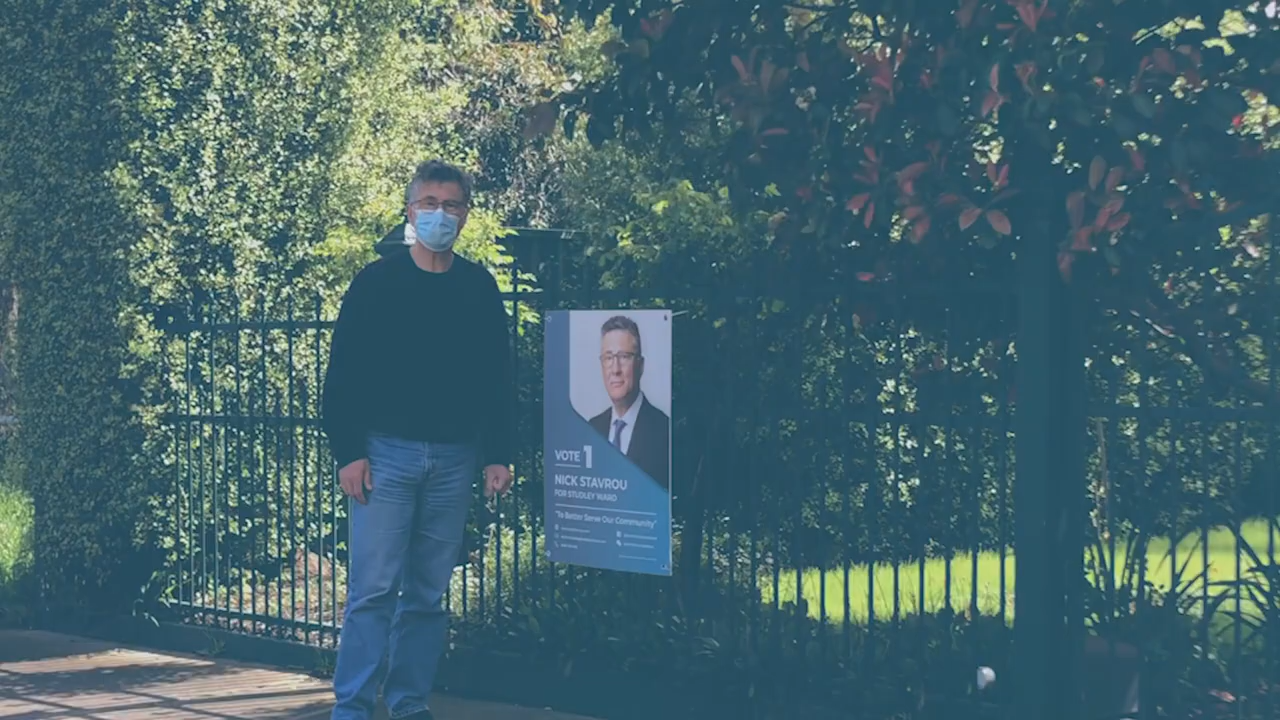 VOTE 1
NICK STAVROU
FOR STUDLEY WARD
"To Better Serve Our Community"